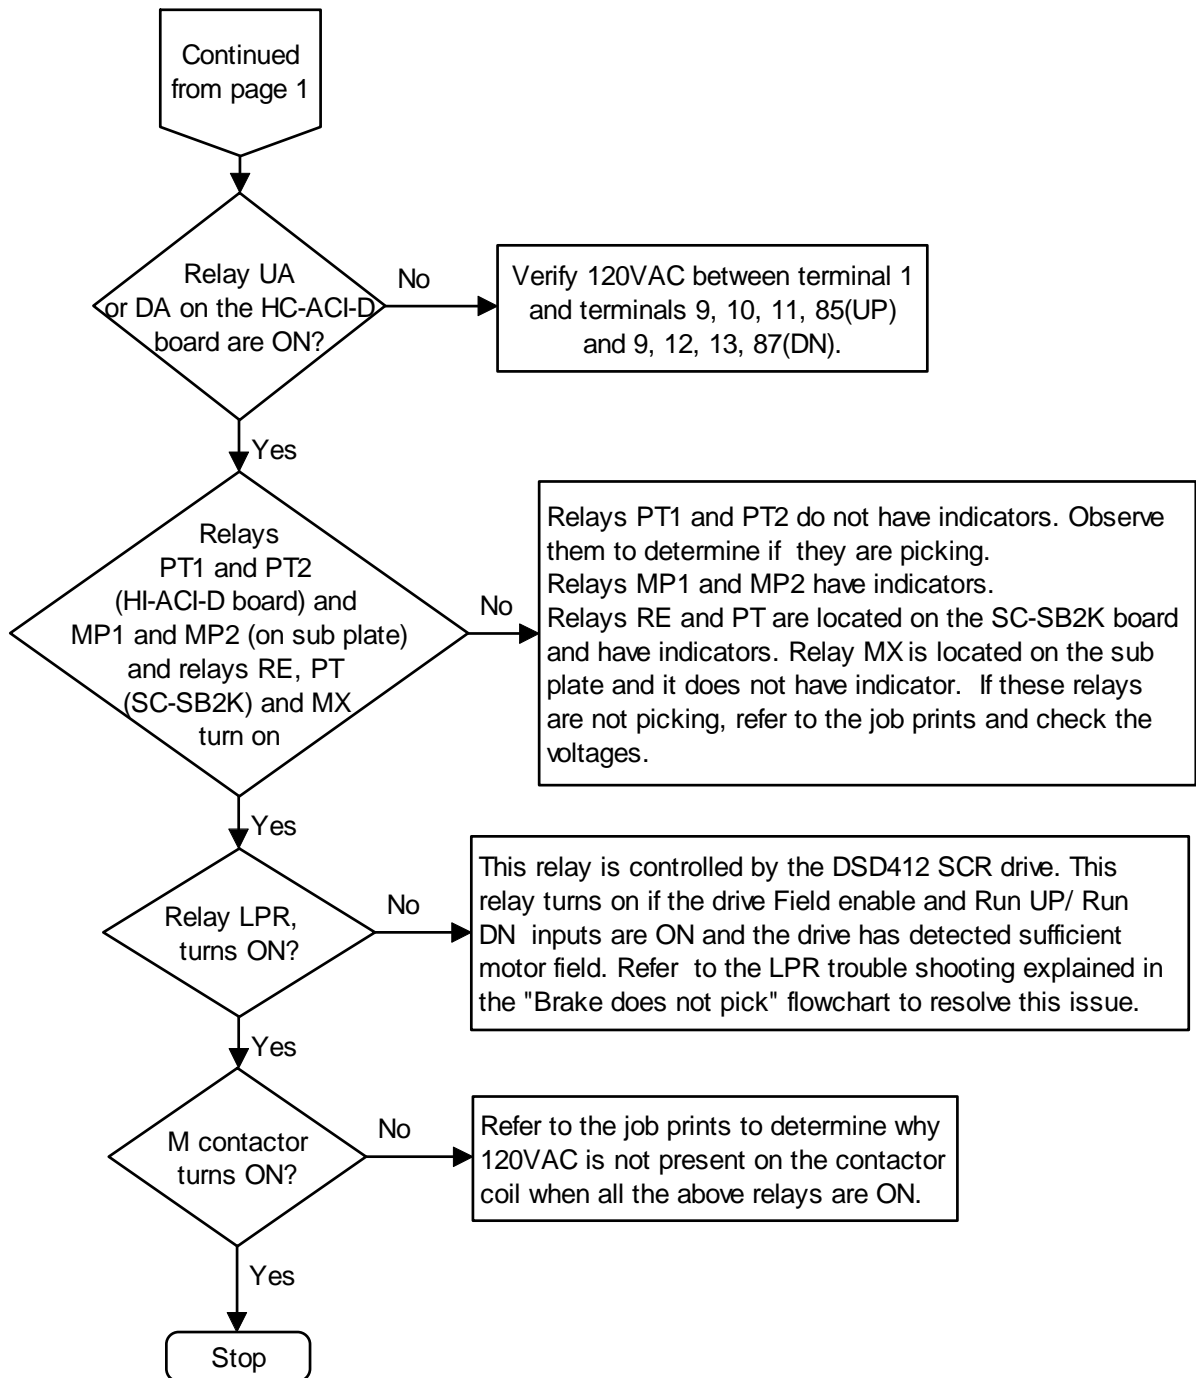 Continued
from page 1
Relay UA
or DA on the HC-ACI-D
board are ON?
No
Verify 120VAC between terminal 1
and terminals 9, 10, 11, 85(UP)
and 9, 12, 13, 87(DN).
Yes
Relays
PT1 and PT2
(HI-ACI-D board) and
MP1 and MP2 (on sub plate)
and relays RE, PT
(SC-SB2K) and MX
turn on
No
Relays PT1 and PT2 do not have indicators. Observe
them to determine if they are picking.
Relays MP1 and MP2 have indicators.
Relays RE and PT are located on the SC-SB2K board
and have indicators. Relay MX is located on the sub
plate and it does not have indicator. If these relays
are not picking, refer to the job prints and check the
voltages.
Yes
Relay LPR,
turns ON?
No
This relay is controlled by the DSD412 SCR drive. This
relay turns on if the drive Field enable and Run UP/ Run
DN inputs are ON and the drive has detected sufficient
motor field. Refer to the LPR trouble shooting explained in
the "Brake does not pick" flowchart to resolve this issue.
Yes
M contactor
turns ON?
No
Refer to the job prints to determine why
120VAC is not present on the contactor
coil when all the above relays are ON.
Yes
Stop